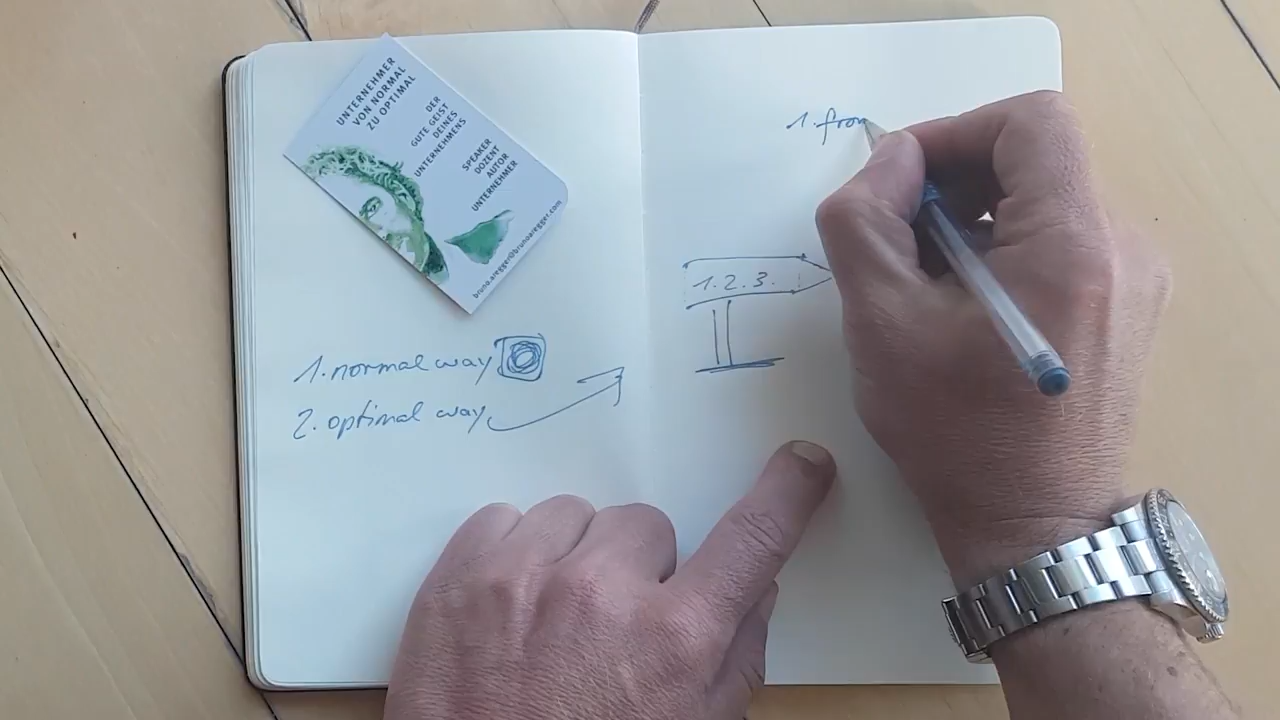 UNTERNEHMER
VON NORMAL
ZU OPTIMAL
DER
GUTE GEIST
DEINES
UNTERNEHMENS
SPEAKER
DOZENT
AUTOR
UNTERNEHMER
bruno.aregger@brunoaregger.com
1. normal way
2. optimal way
1. from
1. 2. 3.